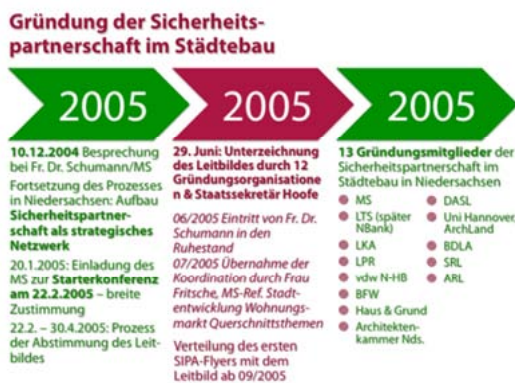 Gründung der Sicherheits-
partnerschaft im Städtebau
2005
10.12.2004 Besprechung
bei Fr. Dr. Schumann/MS
Fortsetzung des Prozesses
in Niedersachsen: Aufbau
Sicherheitspartner-
schaft als strategisches
Netzwerk
20.1.2005: Einladung des
MS zur Starterkonferenz
am 22.2.2005 – breite
Zustimmung
22.2. – 30.4.2005: Prozess
der Abstimmung des Leit-
bildes
2005
29. Juni: Unterzeichnung
des Leitbildes durch 12
Gründungsorganisatione
n & Staatssekretär Hoofe
06/2005 Eintritt von Fr. Dr.
Schumann in den
Ruhestand
07/2005 Übernahme der
Koordination durch Frau
Fritsche, MS-Ref. Stadt-
entwicklung Wohnungs-
markt Querschnittsthemen
Verteilung des ersten
SIPA-Flyers mit dem
Leitbild ab 09/2005
2005
13 Gründungsmitglieder der
Sicherheitspartnerschaft im
Städtebau in Niedersachsen
MS
LTS (später
NBank)
LKA
LPR
vdw N-HB
BFW
Haus & Grund
Architekten-
kammer Nds.
DASL
Uni Hannover,
ArchLand
BDLA
SRL
ARL